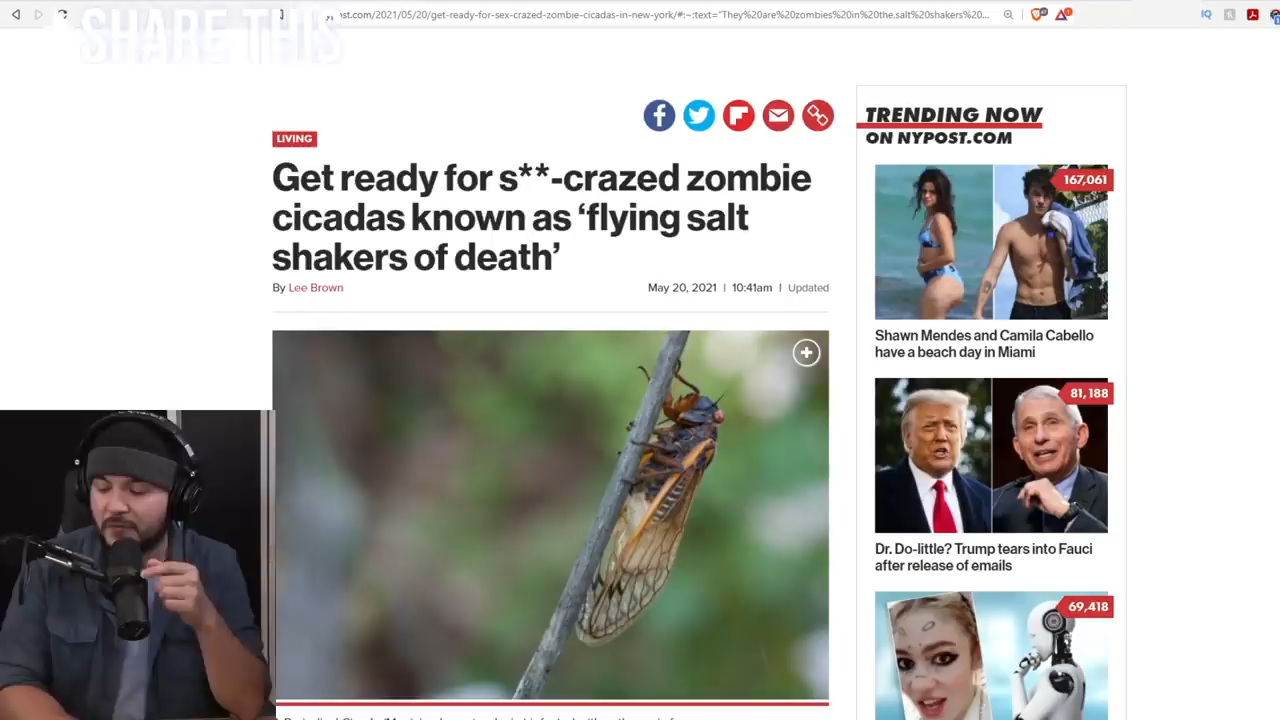 SHARE THIS
st.com/2021/05/20/get-ready-for-sex-crazed-zombie-cicadas-in-new-york/#:~:text="They%20are%20zombies%20in%20the.salt%20shakers%20...
IQ
LIVING
Get ready for s**-crazed zombie
cicadas known as ‘flying salt
shakers of death’
By Lee Brown
May 20, 2021 | 10:41am | Updated
TRENDING NOW
ON NYPOST.COM
167,061
Shawn Mendes and Camila Cabello
have a beach day in Miami
81,188
Dr. Do-little? Trump tears into Fauci
after release of emails
69,418